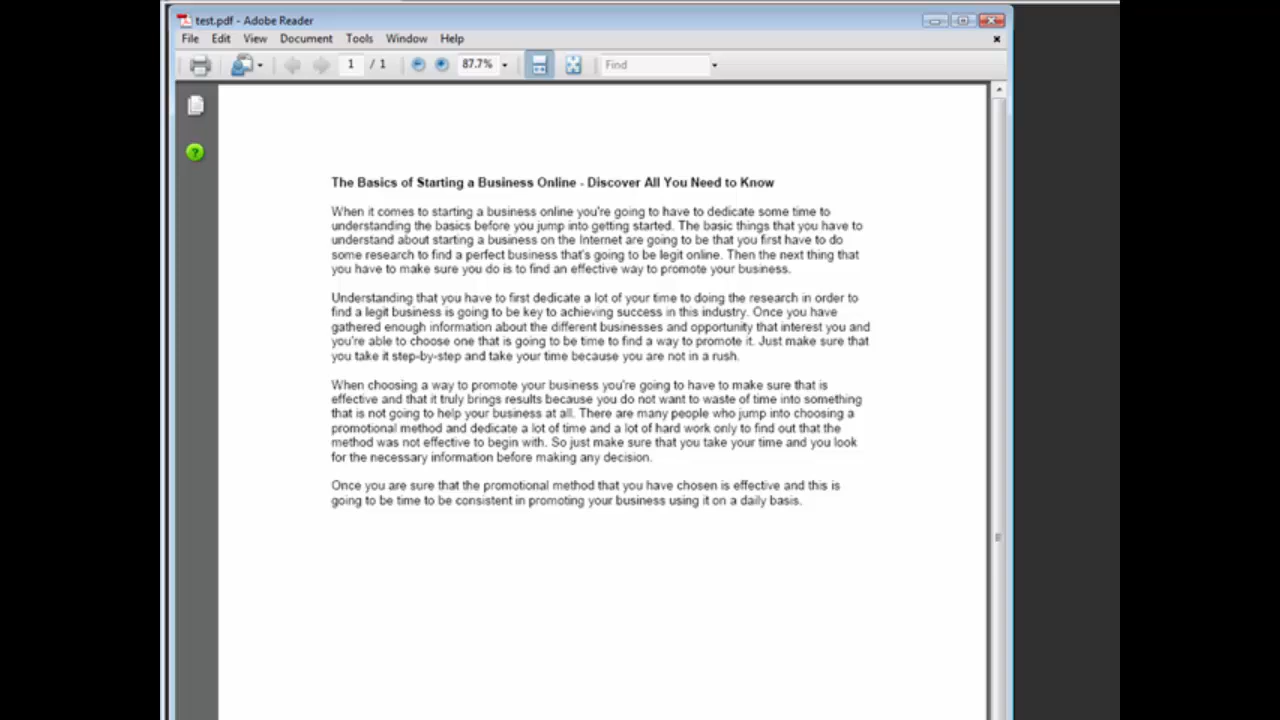 test.pdf - Adobe Reader
File Edit View Document Tools Window Help
1 / 1 87.7% Find
The Basics of Starting a Business Online - Discover All You Need to Know
When it comes to starting a business online you're going to have to dedicate some time to
understanding the basics before you jump into getting started. The basic things that you have to
understand about starting a business on the Internet are going to be that you first have to do
some research to find a perfect business that's going to be legit online. Then the next thing that
you have to make sure you do is to find an effective way to promote your business.
Understanding that you have to first dedicate a lot of your time to doing the research in order to
find a legit business is going to be key to achieving success in this industry. Once you have
gathered enough information about the different businesses and opportunity that interest you and
you're able to choose one that is going to be time to find a way to promote it. Just make sure that
you take it step-by-step and take your time because you are not in a rush.
When choosing a way to promote your business you're going to have to make sure that is
effective and that it truly brings results because you do not want to waste of time into something
that is not going to help your business at all. There are many people who jump into choosing a
promotional method and dedicate a lot of time and a lot of hard work only to find out that the
method was not effective to begin with. So just make sure that you take your time and you look
for the necessary information before making any decision.
Once you are sure that the promotional method that you have chosen is effective and this is
going to be time to be consistent in promoting your business using it on a daily basis.